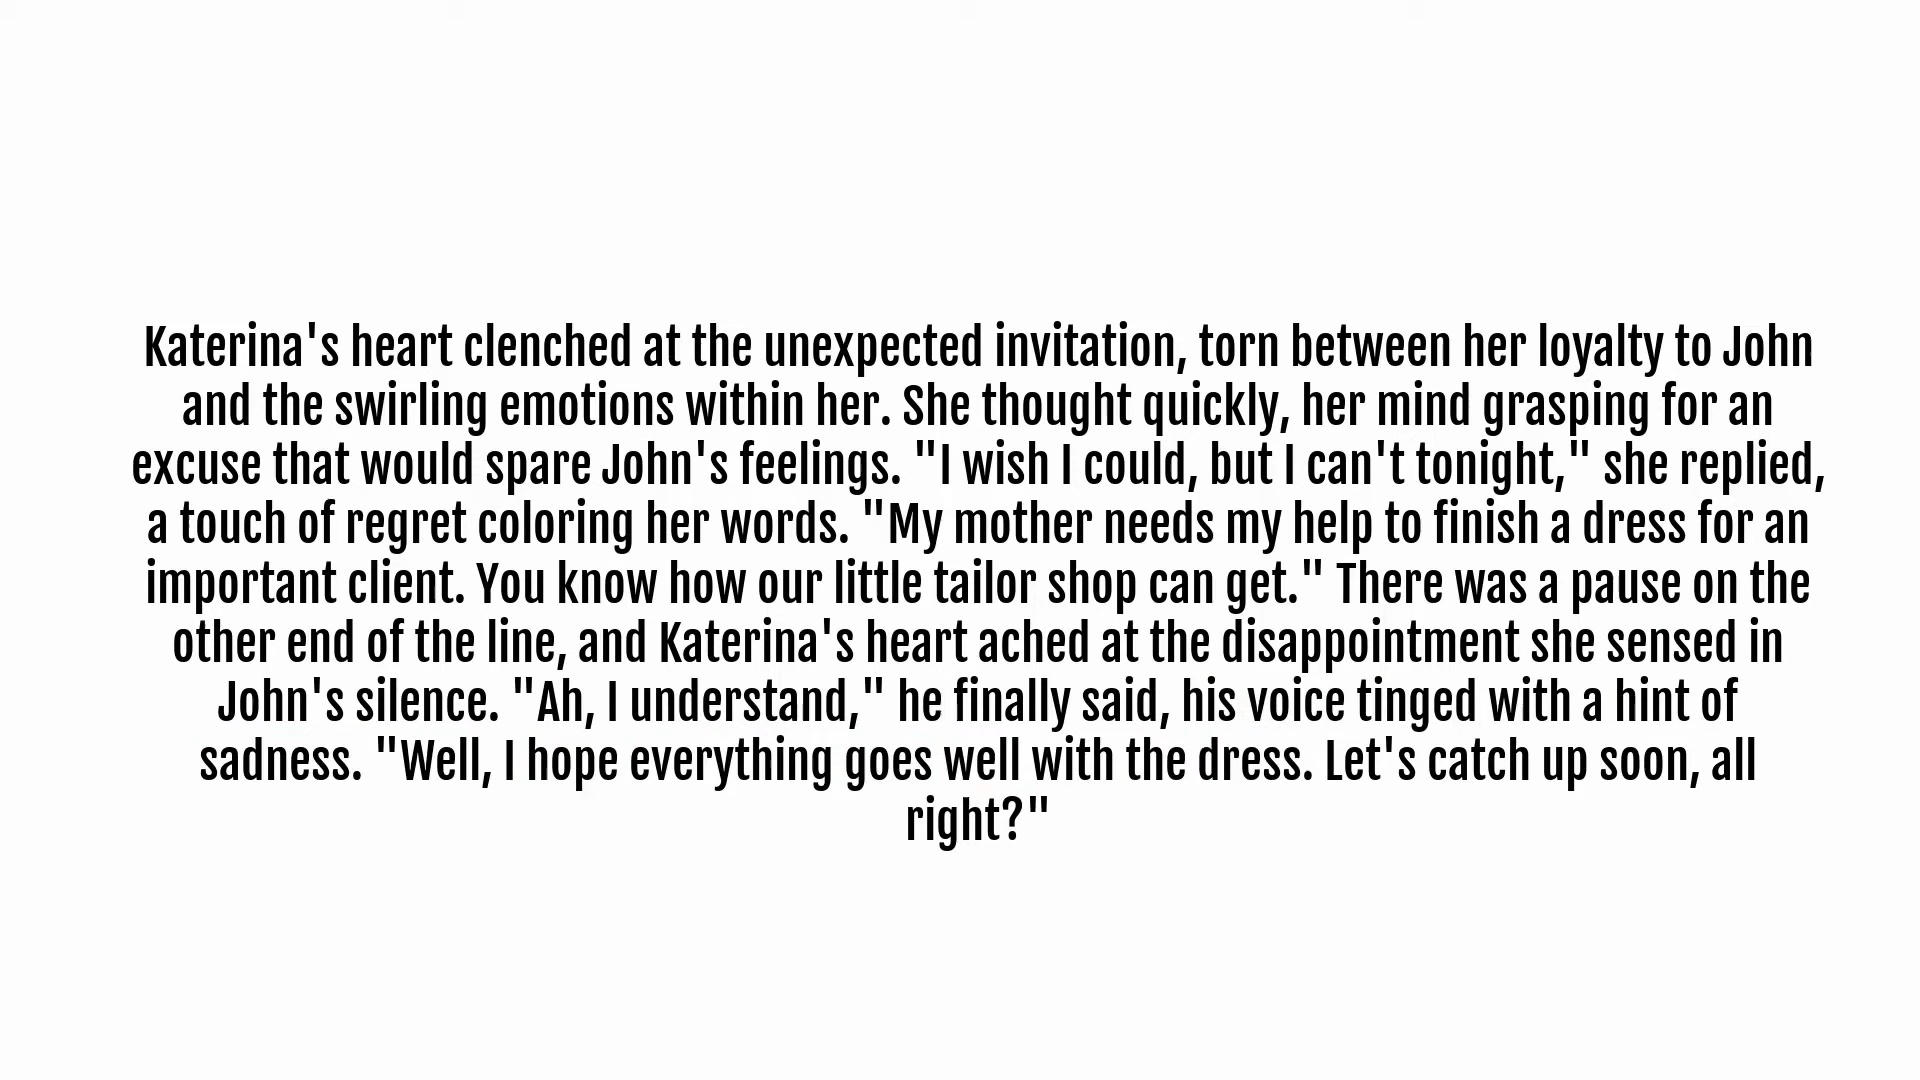 Katerina's heart clenched at the unexpected invitation, torn between her loyalty to John
and the swirling emotions within her. She thought quickly, her mind grasping for an
excuse that would spare John's feelings. "I wish I could, but I can't tonight," she replied,
a touch of regret coloring her words. "My mother needs my help to finish a dress for an
important client. You know how our little tailor shop can get." There was a pause on the
other end of the line, and Katerina's heart ached at the disappointment she sensed in
John's silence. "Ah, I understand," he finally said, his voice tinged with a hint of
sadness. "Well, I hope everything goes well with the dress. Let's catch up soon, all
right?"